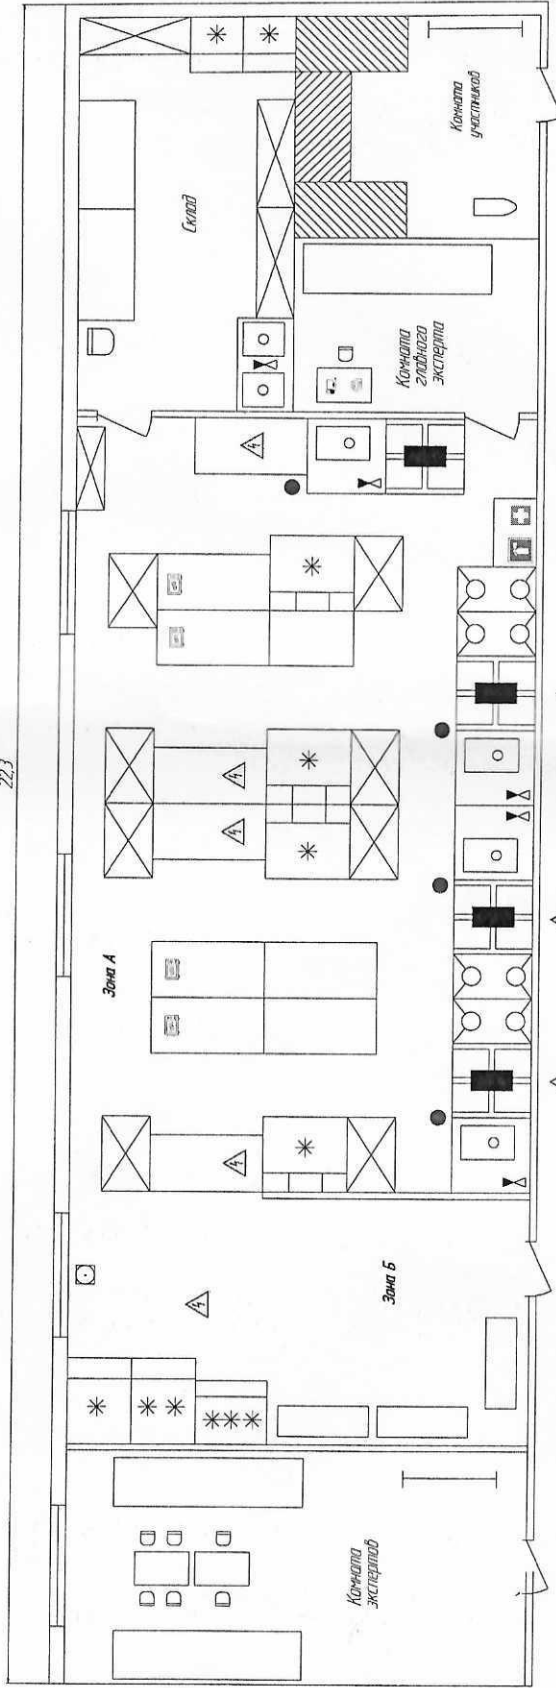 22,3
Комната
экспертов
Зона Б
Зона А
Склад
Комната
главного
эксперта
Комната
участников